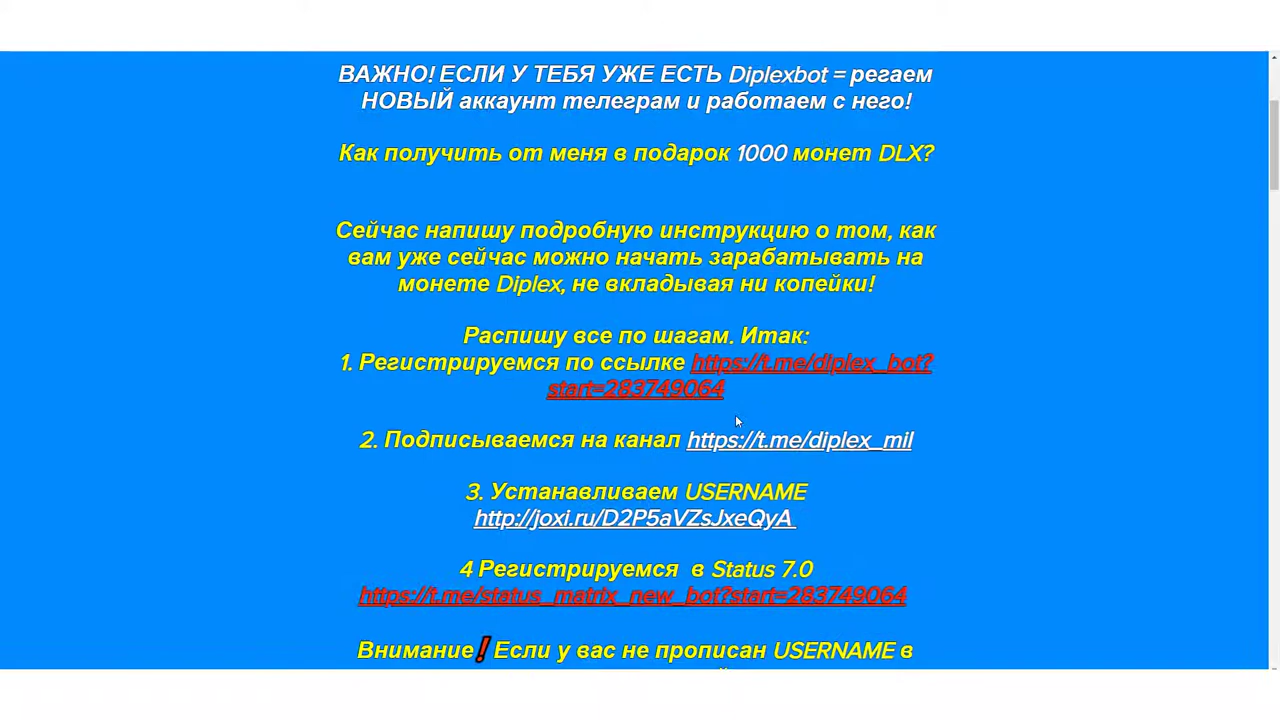 ВАЖНО! ЕСЛИ У ТЕБЯ УЖЕ ЕСТЬ Diplexbot = регаем
НОВЫЙ аккаунт телеграм и работаем с него!
Как получить от меня в подарок 1000 монет DLX?
Сейчас напишу подробную инструкцию о том, как
вам уже сейчас можно начать зарабатывать на
монете Diplex, не вкладывая ни копейки!
Распишу все по шагам. Итак:
1. Регистрируемся по ссылке https://t.me/diplex_bot?
start=283749064
2. Подписываемся на канал https://t.me/diplex_mil
3. Устанавливаем USERNAME
http://joxi.ru/D2P5aVZsJxeQyA
4 Регистрируемся в Status 7.0
https://t.me/status_matrix_new_bot?start=283749064
Внимание❗Если у вас не прописан USERNAME в